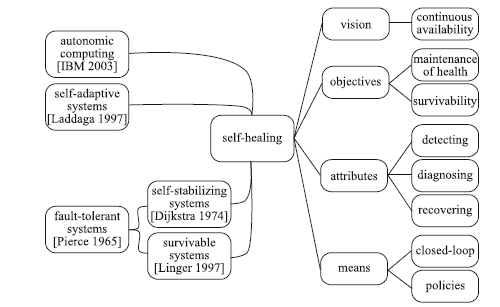 autonomic
computing
[IBM 2003]
self-adaptive
systems
[Laddaga 1997]
fault-tolerant
systems
[Pierce 1965]
self-stabilizing
systems
[Dijkstra 1974]
survivable
systems
[Linger 1997]
self-healing
vision
continuous
availability
objectives
maintenance
of health
survivability
attributes
detecting
diagnosing
recovering
means
closed-loop
policies